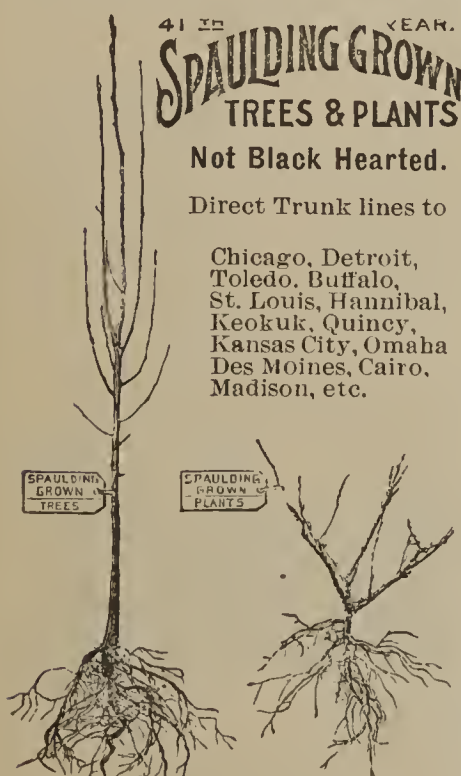 41TH YEAR.
SPAULDING GROWN
TREES & PLANTS
Not Black Hearted.
Direct Trunk lines to
Chicago, Detroit,
Toledo. Buffalo,
St. Louis, Hannibal,
Keokuk, Quincy,
Kansas City, Omaha
Des Moines, Cairo,
Madison, etc.
SPAULDING
GROWN
TREES
SPAULDING
GROWN
PLANTS